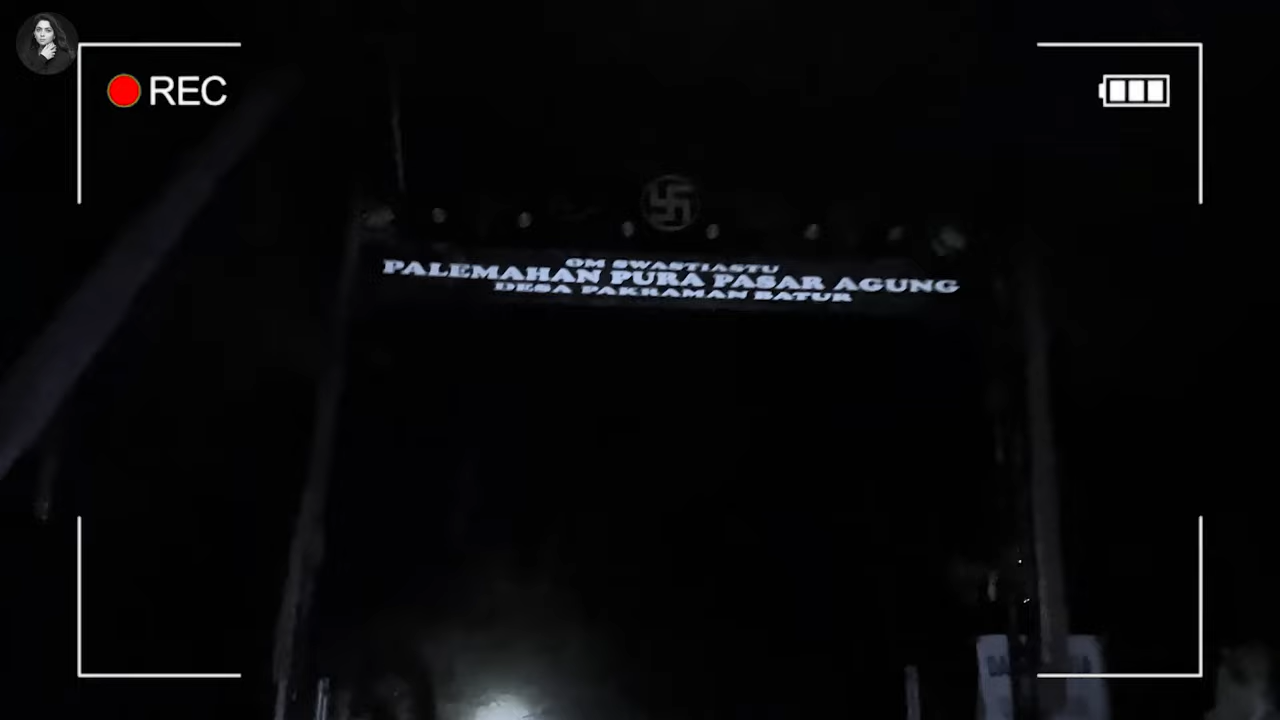 REC
OM SWASTIASTU
PALEMAHAN PURA PASAR AGUNG
DESA PAKRAMAN BATUR